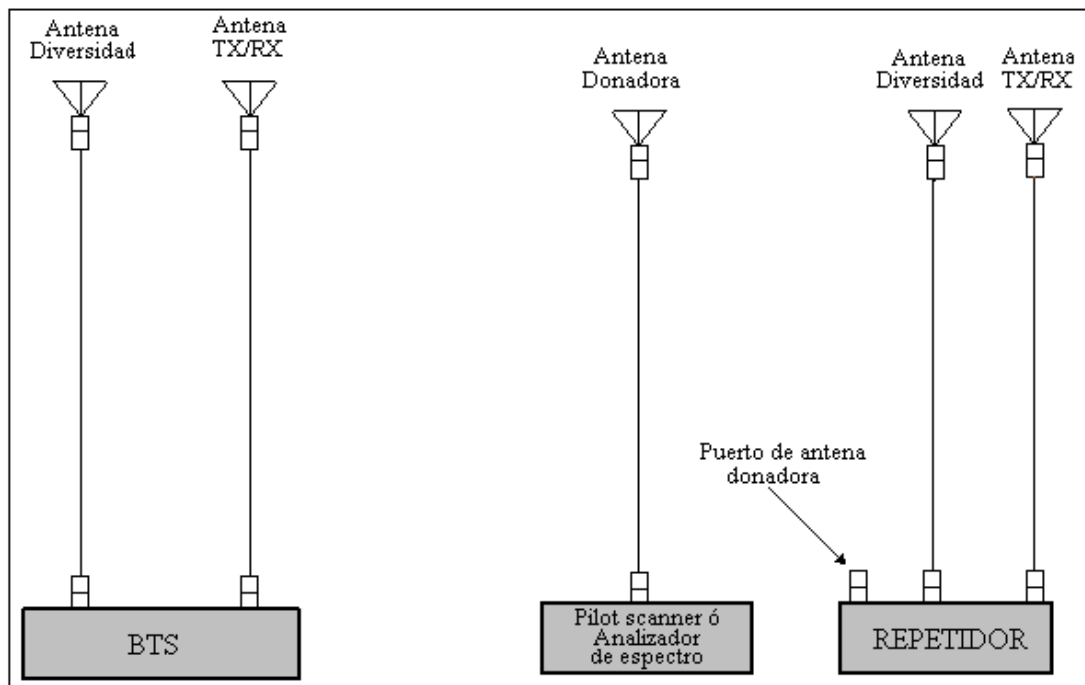 Antena
Diversidad
Antena
TX/RX
Antena
Donadora
Antena
Diversidad
Antena
TX/RX
Puerto de antena
donadora
BTS
Pilot scanner ó
Analizador
de espectro
REPETIDOR